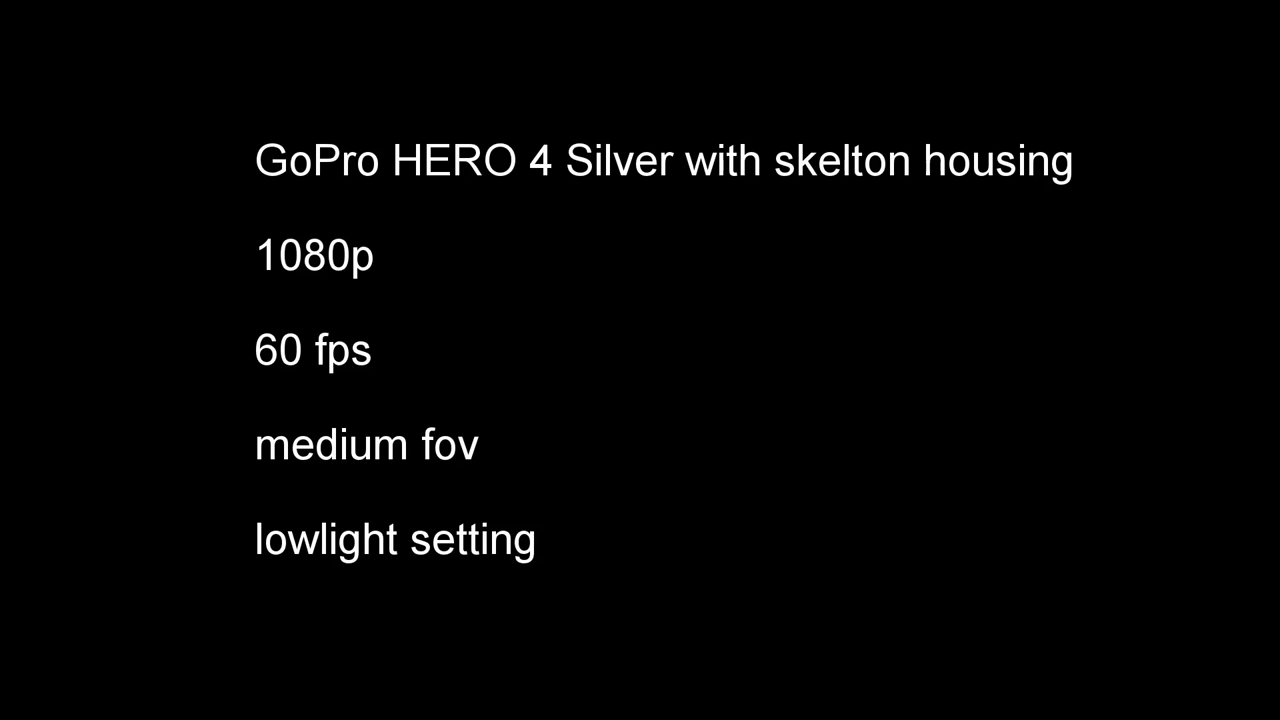 GoPro HERO 4 Silver with skelton housing
1080p
60 fps
medium fov
lowlight setting